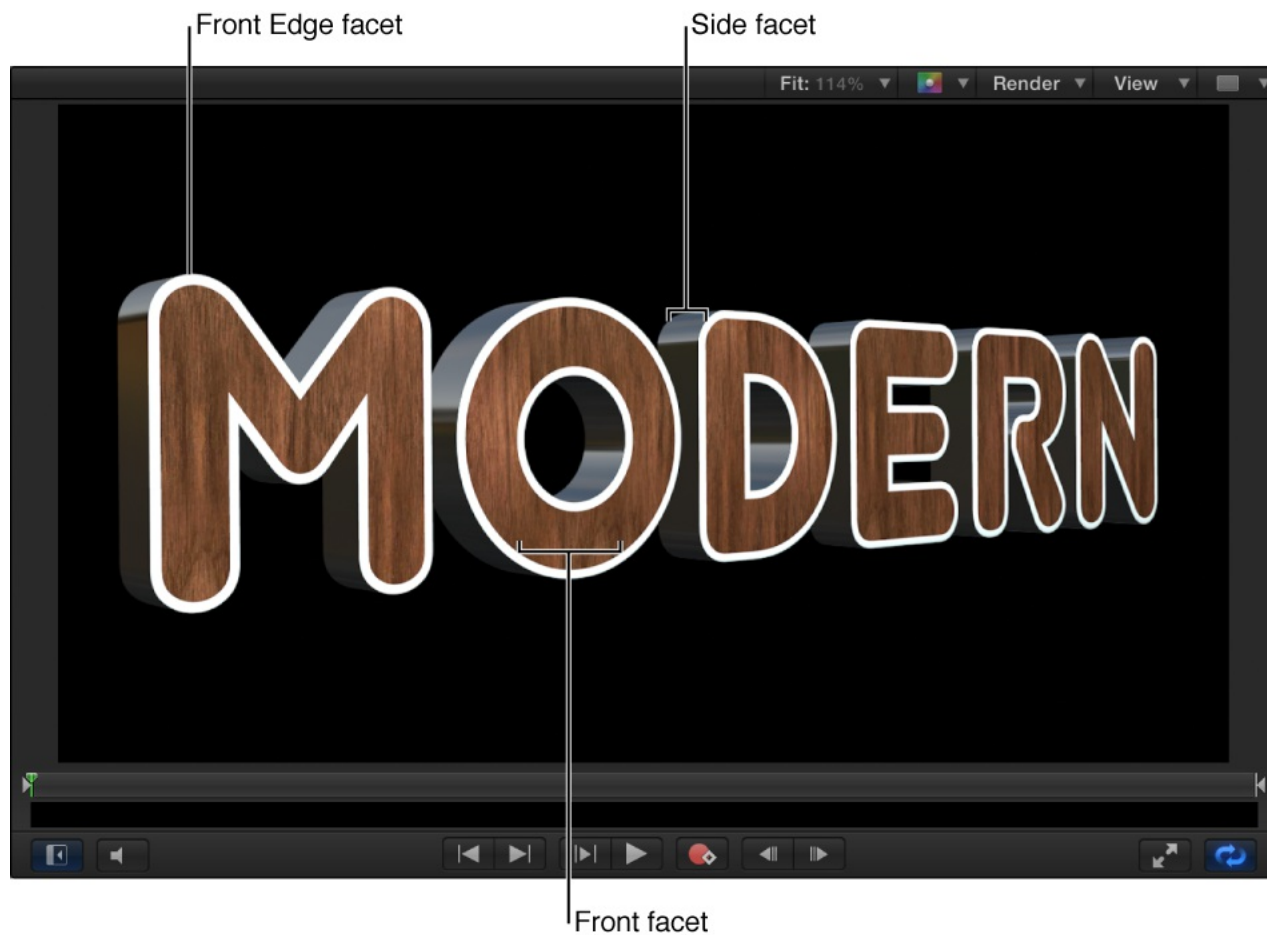 Front Edge facet
Side facet
Fit: 114%
Render
View
MODERN
Front facet